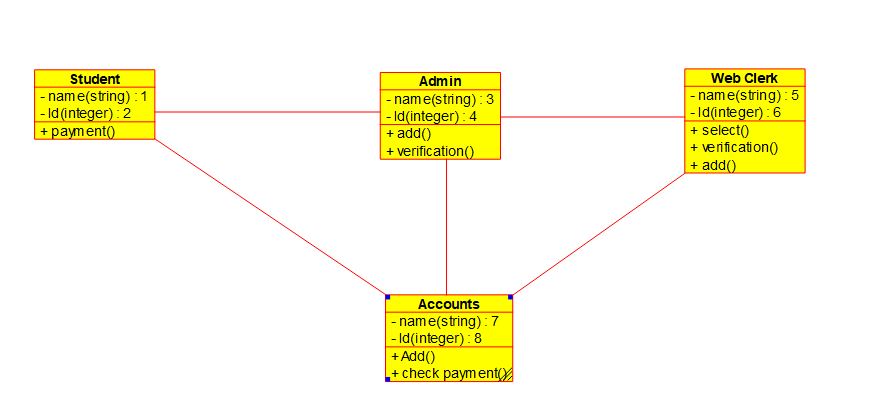 Student
- name(string) : 1
- Id(integer) : 2
+ payment()
Admin
- name(string) : 3
- Id(integer) : 4
+ add()
+ verification()
Web Clerk
- name(string) : 5
- Id(integer) : 6
+ select()
+ verification()
+ add()
Accounts
- name(string) : 7
- Id(integer) : 8
+ Add()
+ check payment()